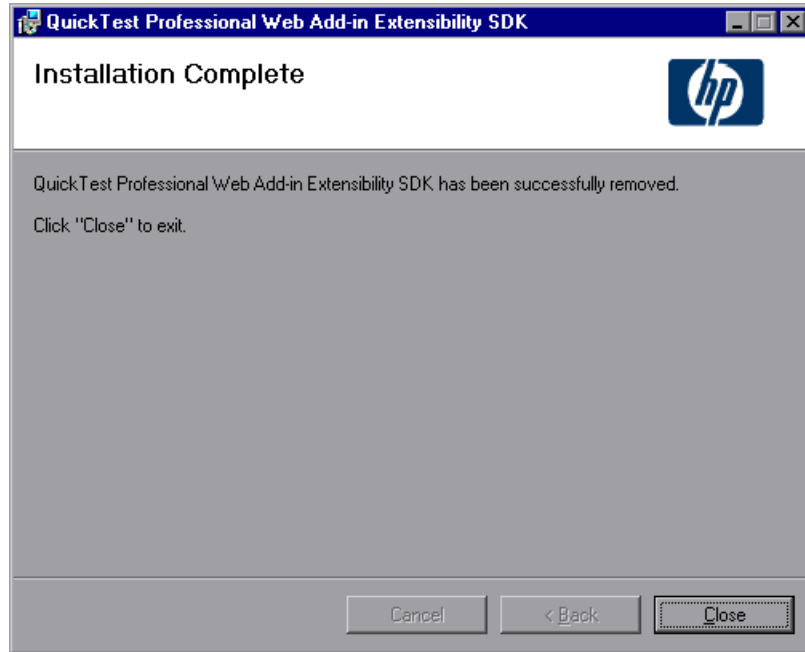 QuickTest Professional Web Add-in Extensibility SDK
Installation Complete
hp
QuickTest Professional Web Add-in Extensibility SDK has been successfully removed.
Click "Close" to exit.
Cancel
< Back
Close